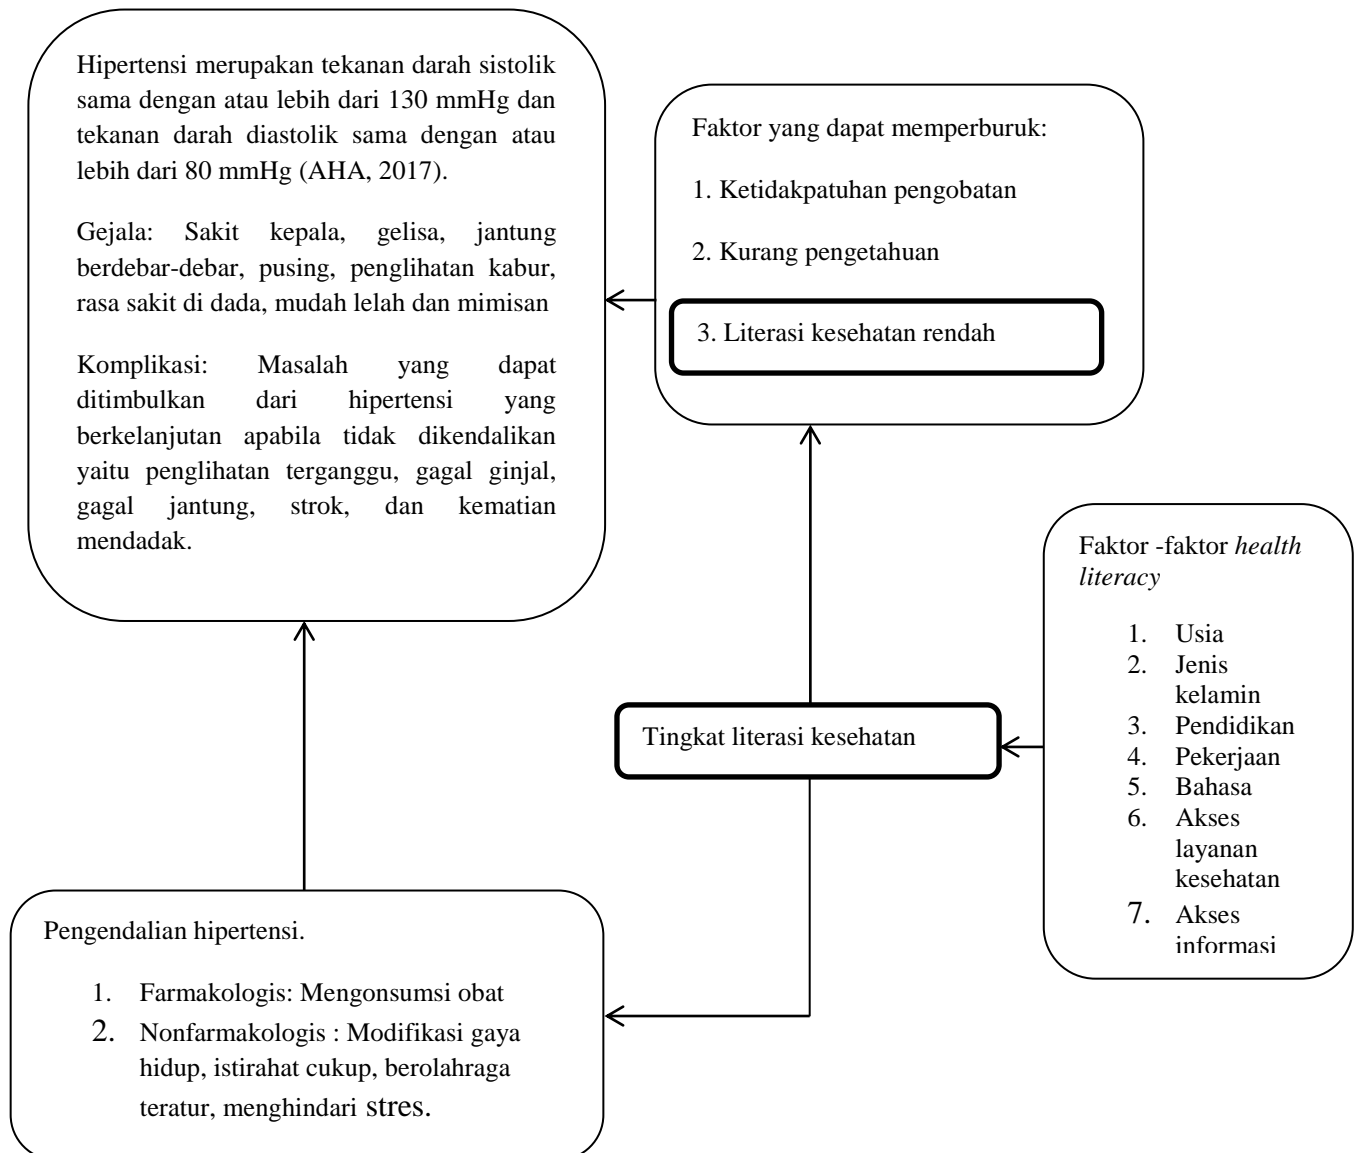 Hipertensi merupakan tekanan darah sistolik
sama dengan atau lebih dari 130 mmHg dan
tekanan darah diastolik sama dengan atau
lebih dari 80 mmHg (AHA, 2017).
Gejala: Sakit kepala, gelisa, jantung
berdebar-debar, pusing, penglihatan kabur,
rasa sakit di dada, mudah lelah dan mimisan
Komplikasi: Masalah yang dapat
ditimbulkan dari hipertensi yang
berkelanjutan apabila tidak dikendalikan
yaitu penglihatan terganggu, gagal ginjal,
gagal jantung, strok, dan kematian
mendadak.
Faktor yang dapat memperburuk:
1. Ketidakpatuhan pengobatan
2. Kurang pengetahuan
3. Literasi kesehatan rendah
Faktor -faktor health
literacy
1. Usia
2. Jenis
kelamin
3. Pendidikan
4. Pekerjaan
5. Bahasa
6. Akses
layanan
kesehatan
7. Akses
informasi
Tingkat literasi kesehatan
Pengendalian hipertensi.
1. Farmakologis: Mengonsumsi obat
2. Nonfarmakologis : Modifikasi gaya
hidup, istirahat cukup, berolahraga
teratur, menghindari stres.